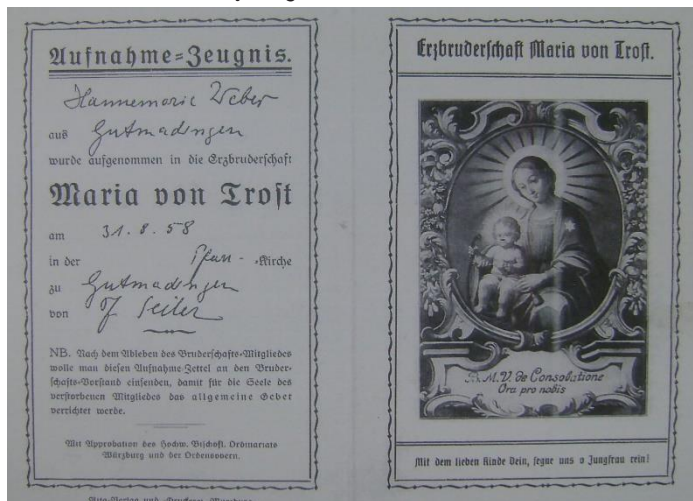 Aufnahme=Zeugnis.
Hannemarie Weber
aus Gutmadingen
wurde aufgenommen in die Erzbruderschaft
Maria von Trost
am 31.8.58
in der Pfarr- =Kirche
zu Gutmadingen
von J. Seiler
NB. Nach dem Ableben des Bruderschafts=Mitgliedes
wolle man diesen Aufnahme=Zettel an den Bruder=
schafts=Vorstand einsenden, damit für die Seele des
verstorbenen Mitgliedes das allgemeine Gebet
verrichtet werde.
Mit Approbation des Hochw. Bischöfl. Ordinariats
Würzburg und der Ordensobern.
Erzbruderschaft Maria von Trost.
B. M. V. de Consolatione
Ora pro nobis
Mit dem lieben Kinde Dein, segne uns o Jungfrau rein!